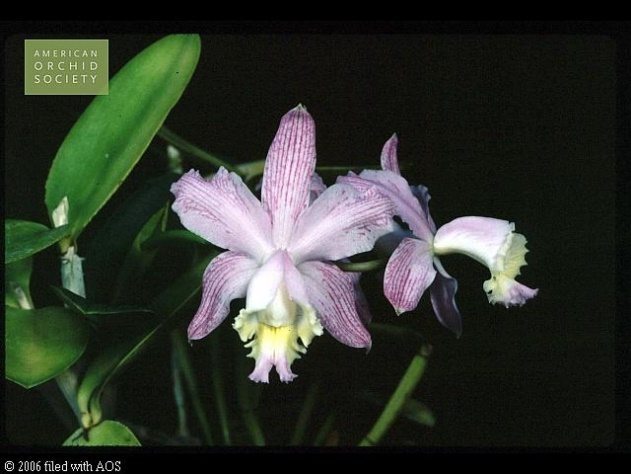 AMERICAN
ORCHID
SOCIETY
© 2006 filed with AOS